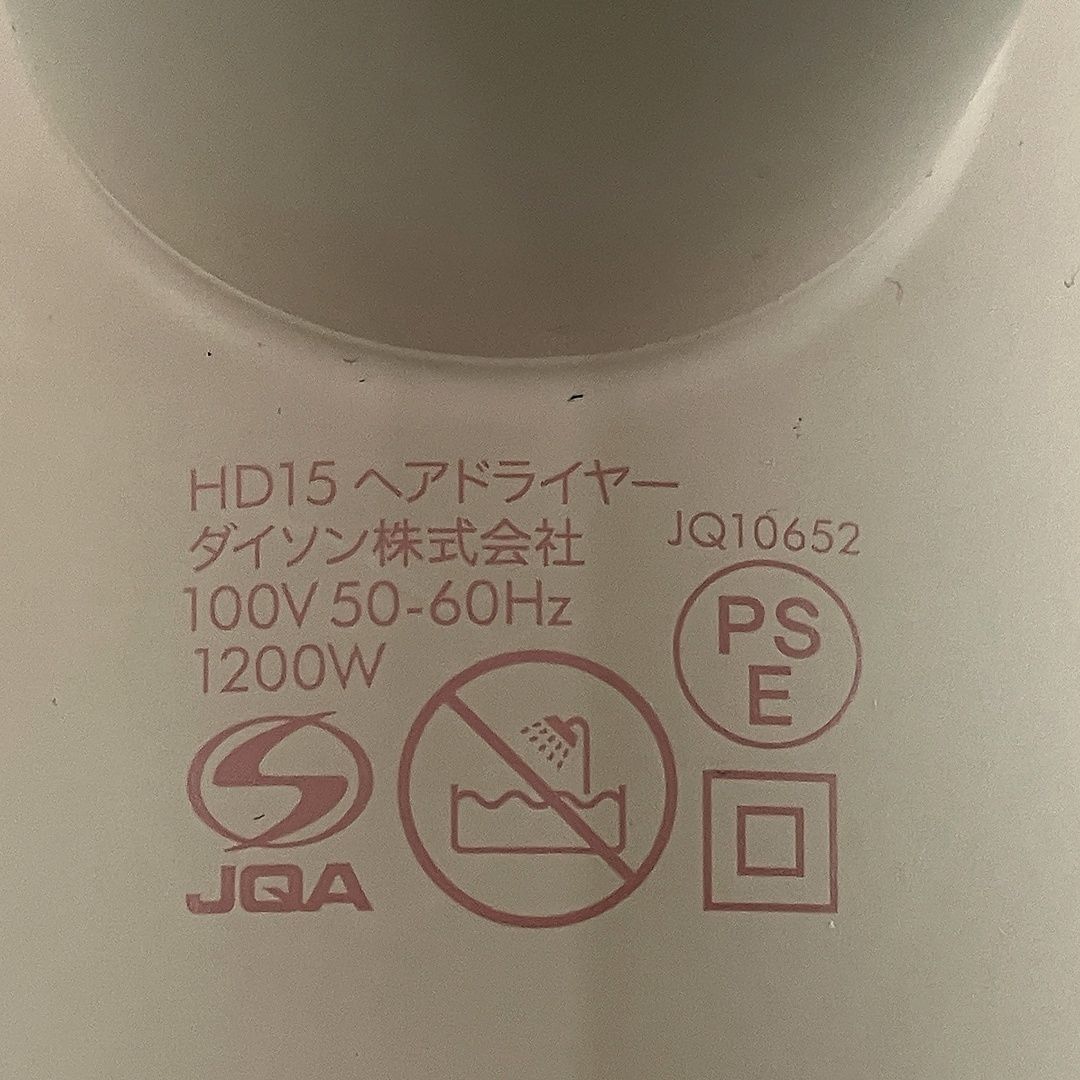 HD15 ヘアドライヤー
ダイソン株式会社
100V 50-60Hz
1200W
JQ10652
PS
E
JQA